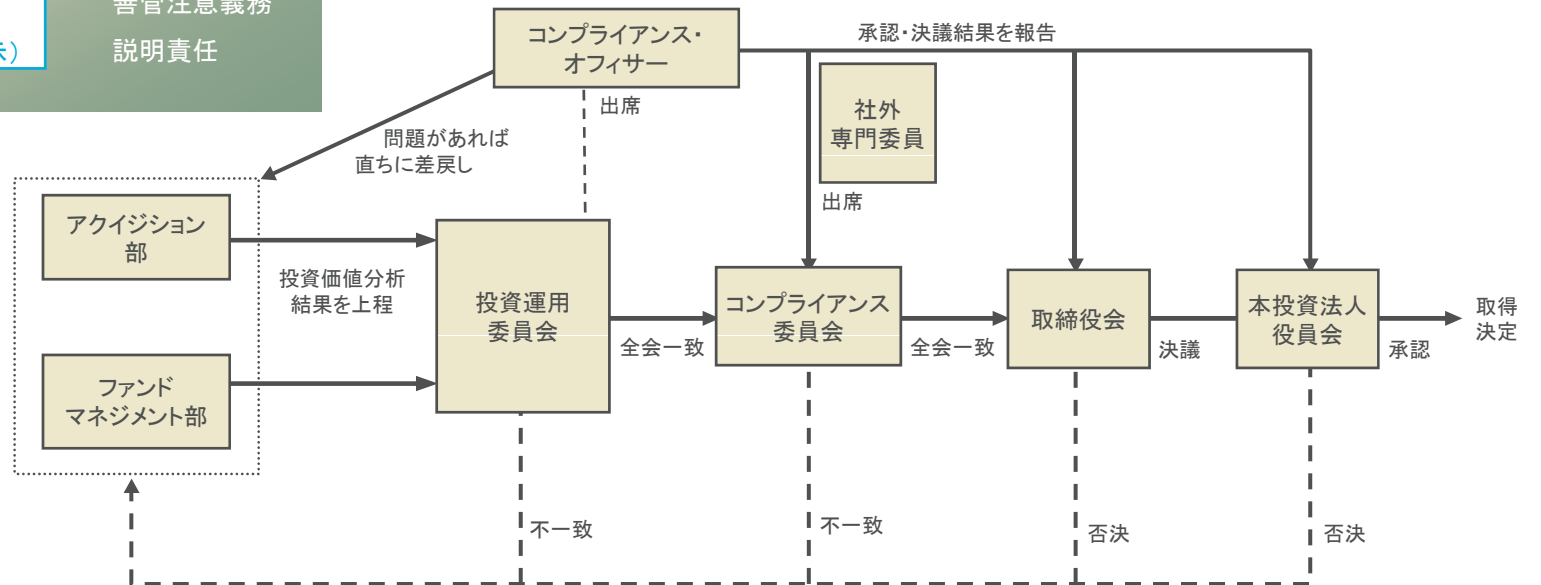 善管注意義務
説明責任
コンプライアンス・
オフィサー
承認・決議結果を報告
出席
社外
専門委員
問題があれば
直ちに差戻し
出席
アクイジション
部
投資価値分析
結果を上程
ファンド
マネジメント部
投資運用
委員会
全会一致
コンプライアンス
委員会
全会一致
取締役会
決議
本投資法人
役員会
承認
取得
決定
不一致
不一致
否決
否決